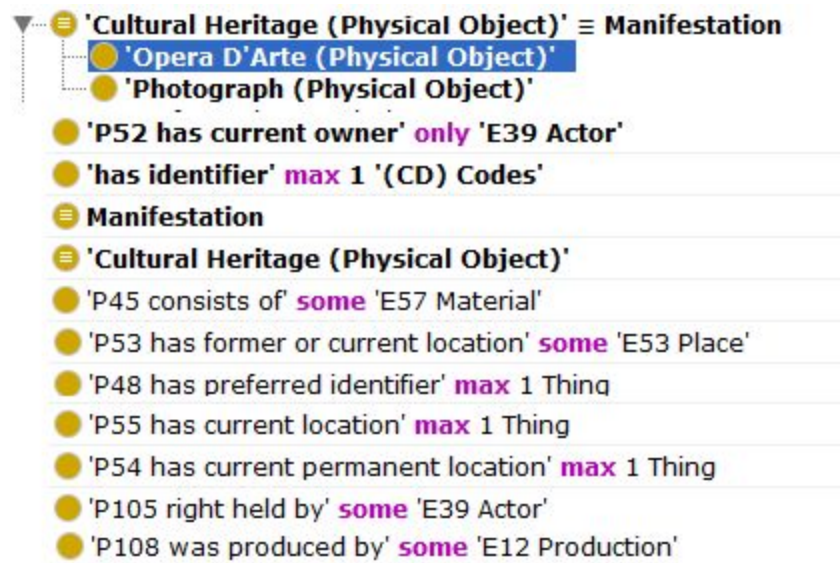 'Cultural Heritage (Physical Object)' ≡ Manifestation
'Opera D'Arte (Physical Object)'
'Photograph (Physical Object)'
'P52 has current owner' only 'E39 Actor'
'has identifier' max 1 '(CD) Codes'
Manifestation
'Cultural Heritage (Physical Object)'
'P45 consists of' some 'E57 Material'
'P53 has former or current location' some 'E53 Place'
'P48 has preferred identifier' max 1 Thing
'P55 has current location' max 1 Thing
'P54 has current permanent location' max 1 Thing
'P105 right held by' some 'E39 Actor'
'P108 was produced by' some 'E12 Production'